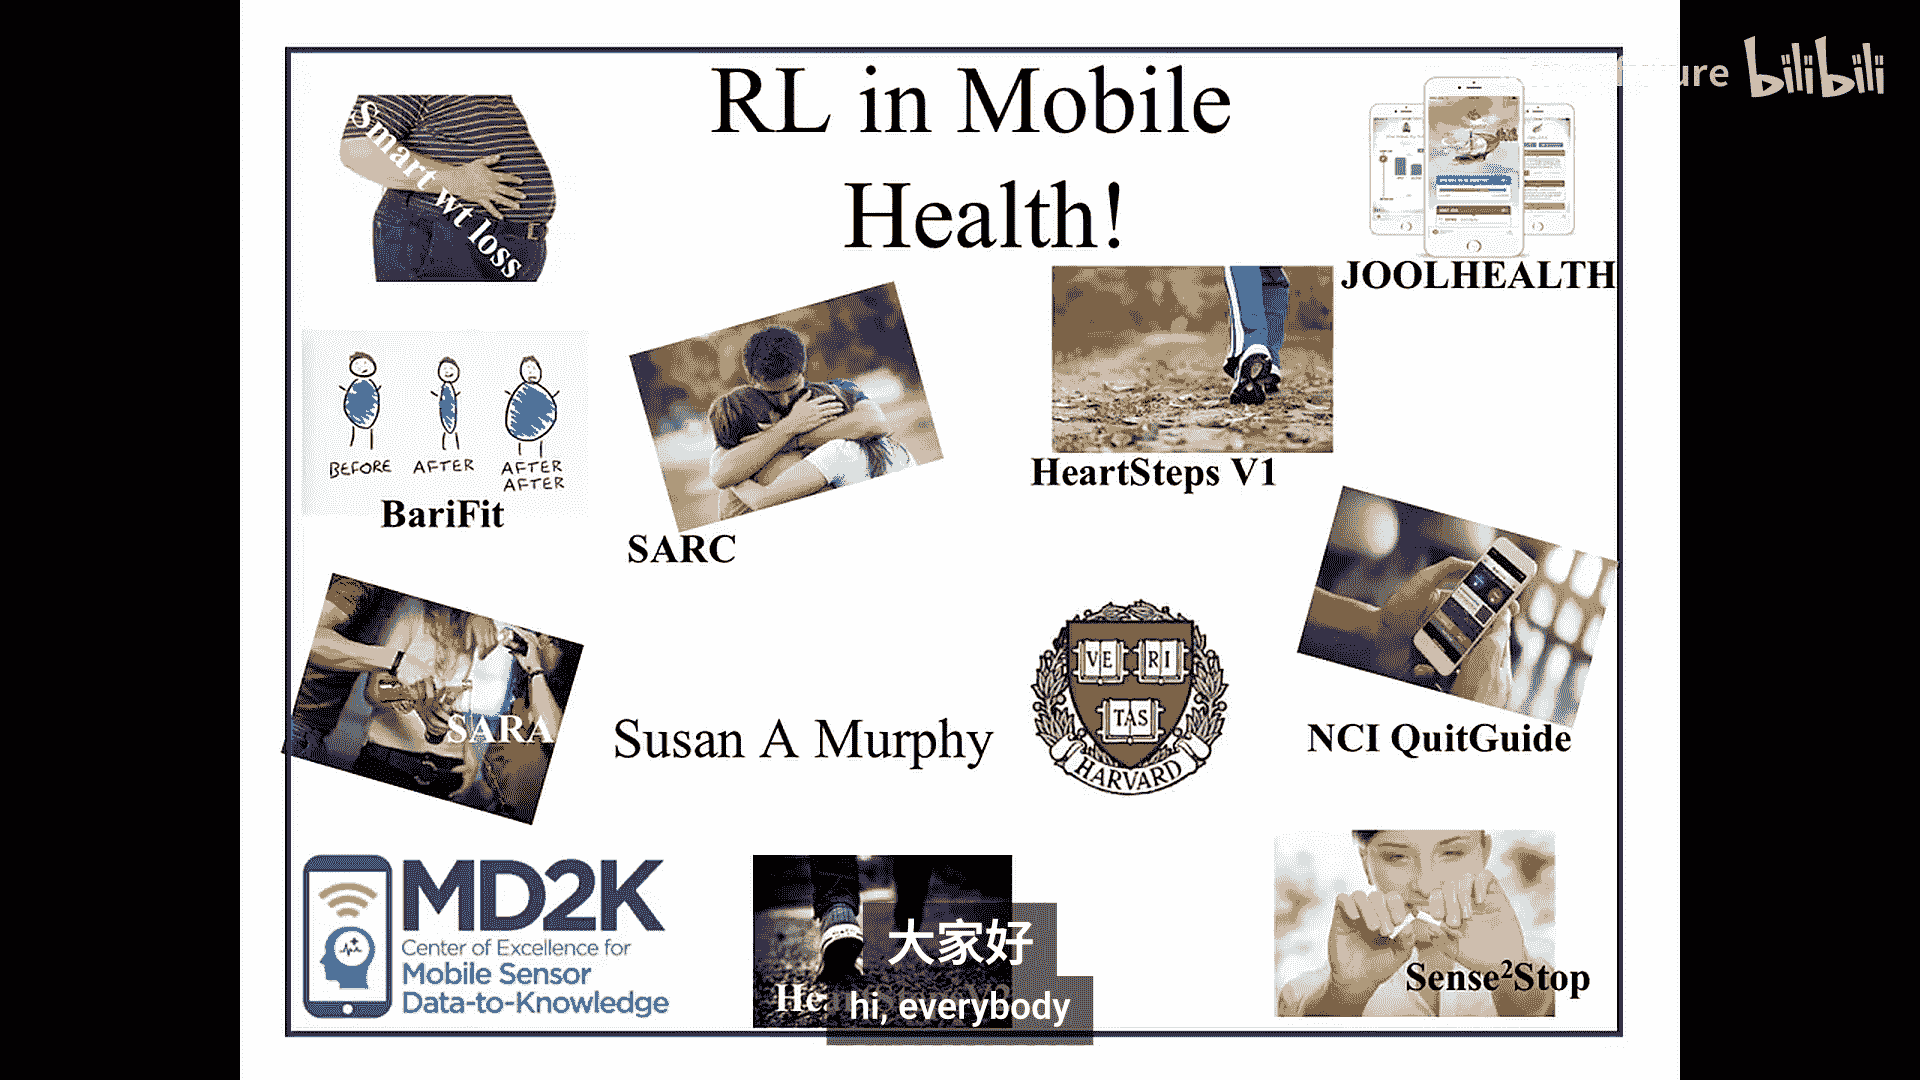 RL in Mobile
Health!
ure bilibili
Smart wt loss
JOOLHEALTH
BEFORE AFTER AFTER
AFTER
BariFit
SARC
HeartSteps V1
SARA
Susan A Murphy
VE RI
TAS
HARVARD
NCI QuitGuide
MD2K
Center of Excellence for
Mobile Sensor
Data-to-Knowledge
Sense²Stop
大家好
hi, everybody